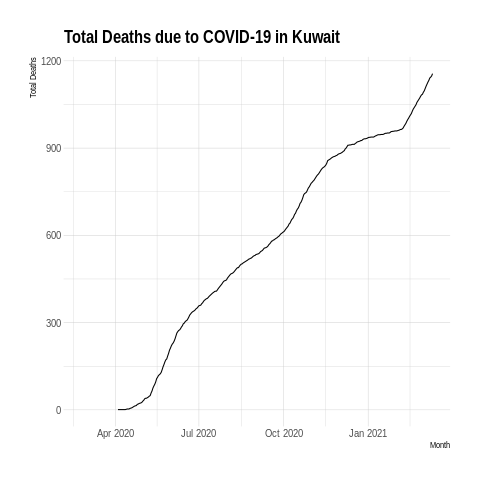 Total Deaths due to COVID-19 in Kuwait
Total Deaths
1200
900
600
300
0
Apr 2020
Jul 2020
Oct 2020
Jan 2021
Month